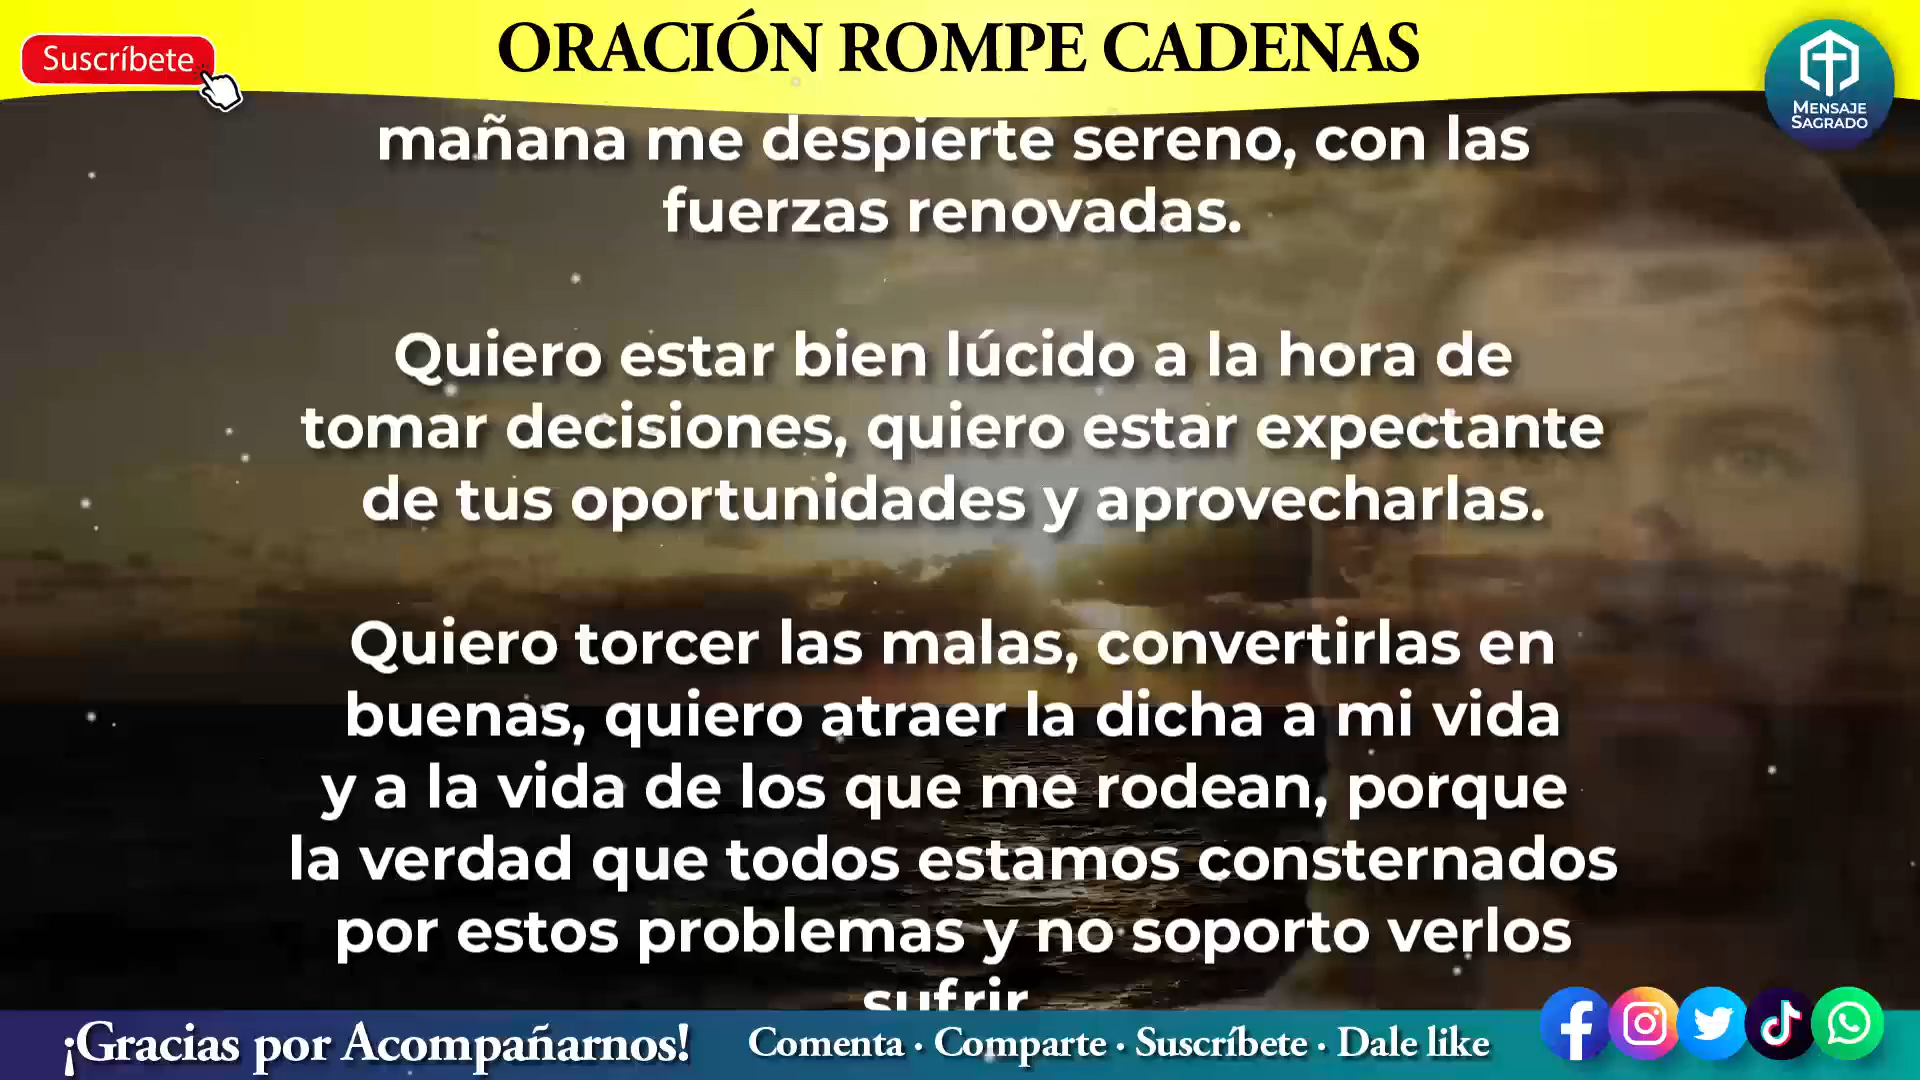 ORACIÓN ROMPE CADENAS
Suscríbete
MENSAJE
SAGRADO
mañana me despierte sereno, con las
fuerzas renovadas.
Quiero estar bien lúcido a la hora de
tomar decisiones, quiero estar expectante
de tus oportunidades y aprovecharlas.
Quiero torcer las malas, convertirlas en
buenas, quiero atraer la dicha a mi vida
y a la vida de los que me rodean, porque
la verdad que todos estamos consternados
por estos problemas y no soporto verlos
sufrir
¡Gracias por Acompañarnos!
Comenta · Comparte · Suscríbete · Dale like